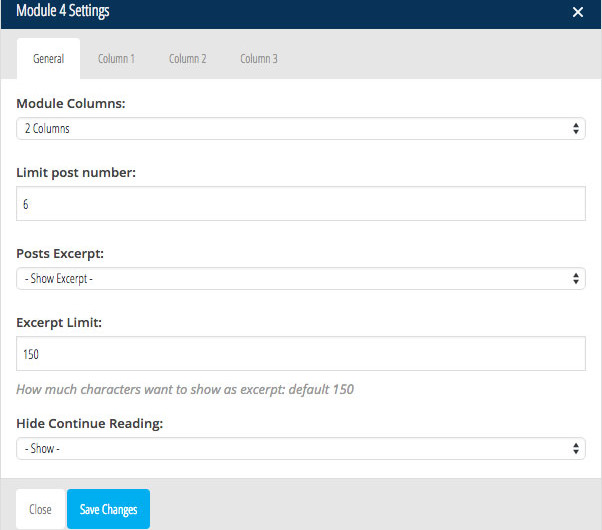 Module 4 Settings
General Column 1 Column 2 Column 3
Module Columns:
2 Columns
Limit post number:
6
Posts Excerpt:
- Show Excerpt -
Excerpt Limit:
150
How much characters want to show as excerpt: default 150
Hide Continue Reading:
- Show -
Close Save Changes